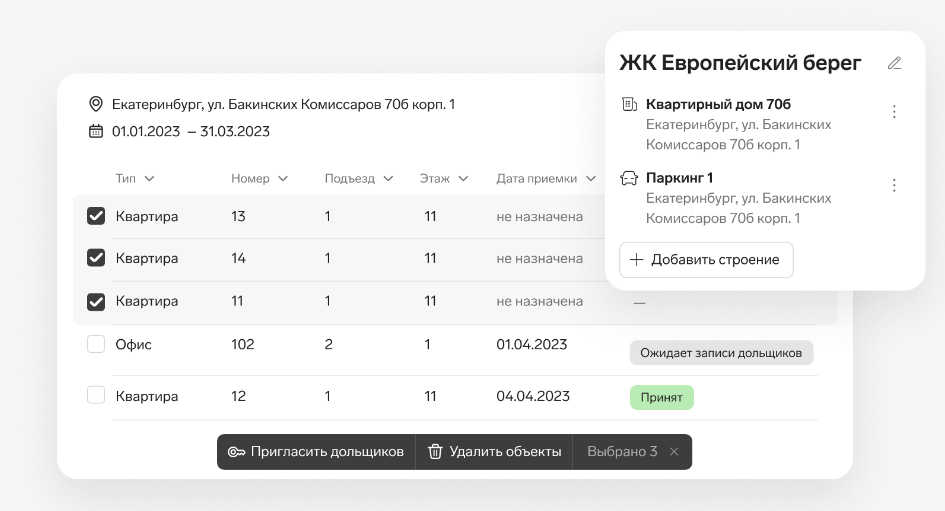 ЖК Европейский берег
Квартирный дом 70б
Екатеринбург, ул. Бакинских
Комиссаров 70б корп. 1
Паркинг 1
Екатеринбург, ул. Бакинских
Комиссаров 70б корп. 1
Добавить строение
Екатеринбург, ул. Бакинских Комиссаров 70б корп. 1
01.01.2023 – 31.03.2023
Тип Номер Подъезд Этаж Дата приемки
Квартира 13 1 11 не назначена
Квартира 14 1 11 не назначена
Квартира 11 1 11 не назначена —
Офис 102 2 1 01.04.2023 Ожидает записи дольщиков
Квартира 12 1 11 04.04.2023 Принят
Пригласить дольщиков Удалить объекты Выбрано 3